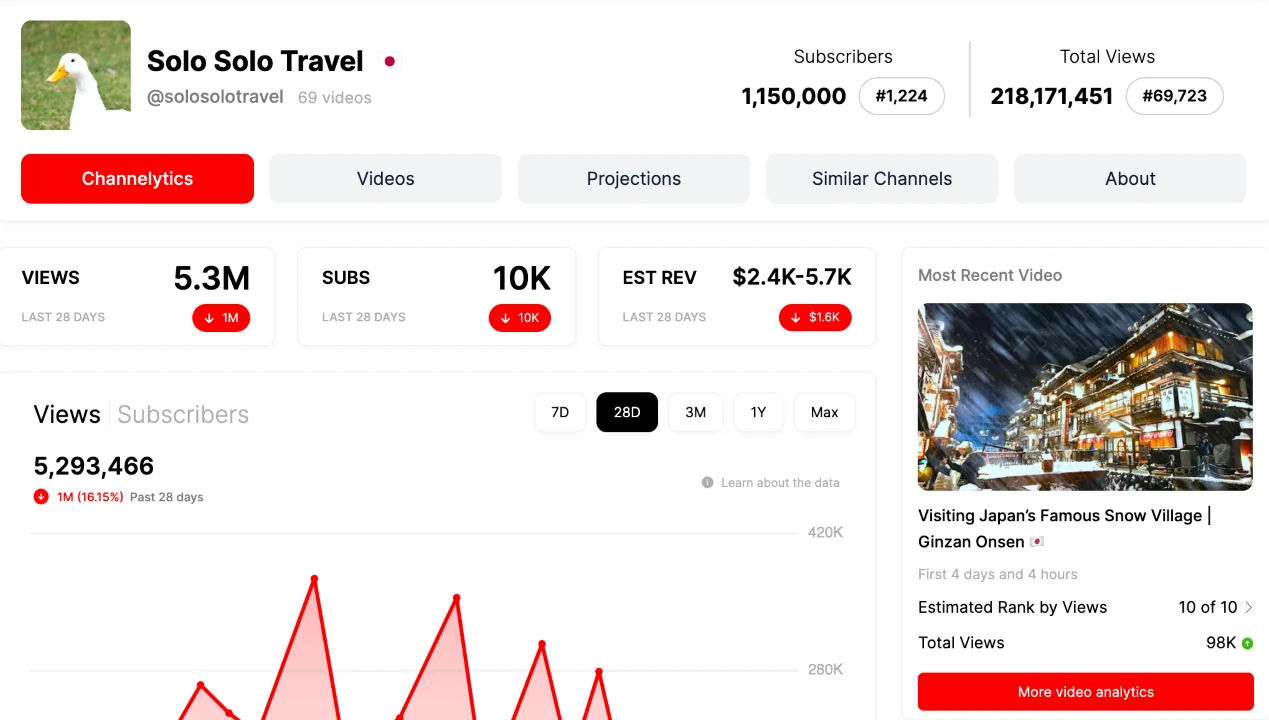 Solo Solo Travel
@solosolotravel 69 videos
Subscribers
1,150,000 #1,224
Total Views
218,171,451 #69,723
Channelytics Videos Projections Similar Channels About
VIEWS 5.3M
LAST 28 DAYS 1M
SUBS 10K
LAST 28 DAYS 10K
EST REV $2.4K-5.7K
LAST 28 DAYS $1.6K
Views Subscribers
7D 28D 3M 1Y Max
5,293,466
1M (16.15%) Past 28 days
Learn about the data
420K
280K
Most Recent Video
Visiting Japan’s Famous Snow Village |
Ginzan Onsen 🇯🇵
First 4 days and 4 hours
Estimated Rank by Views 10 of 10
Total Views 98K
More video analytics